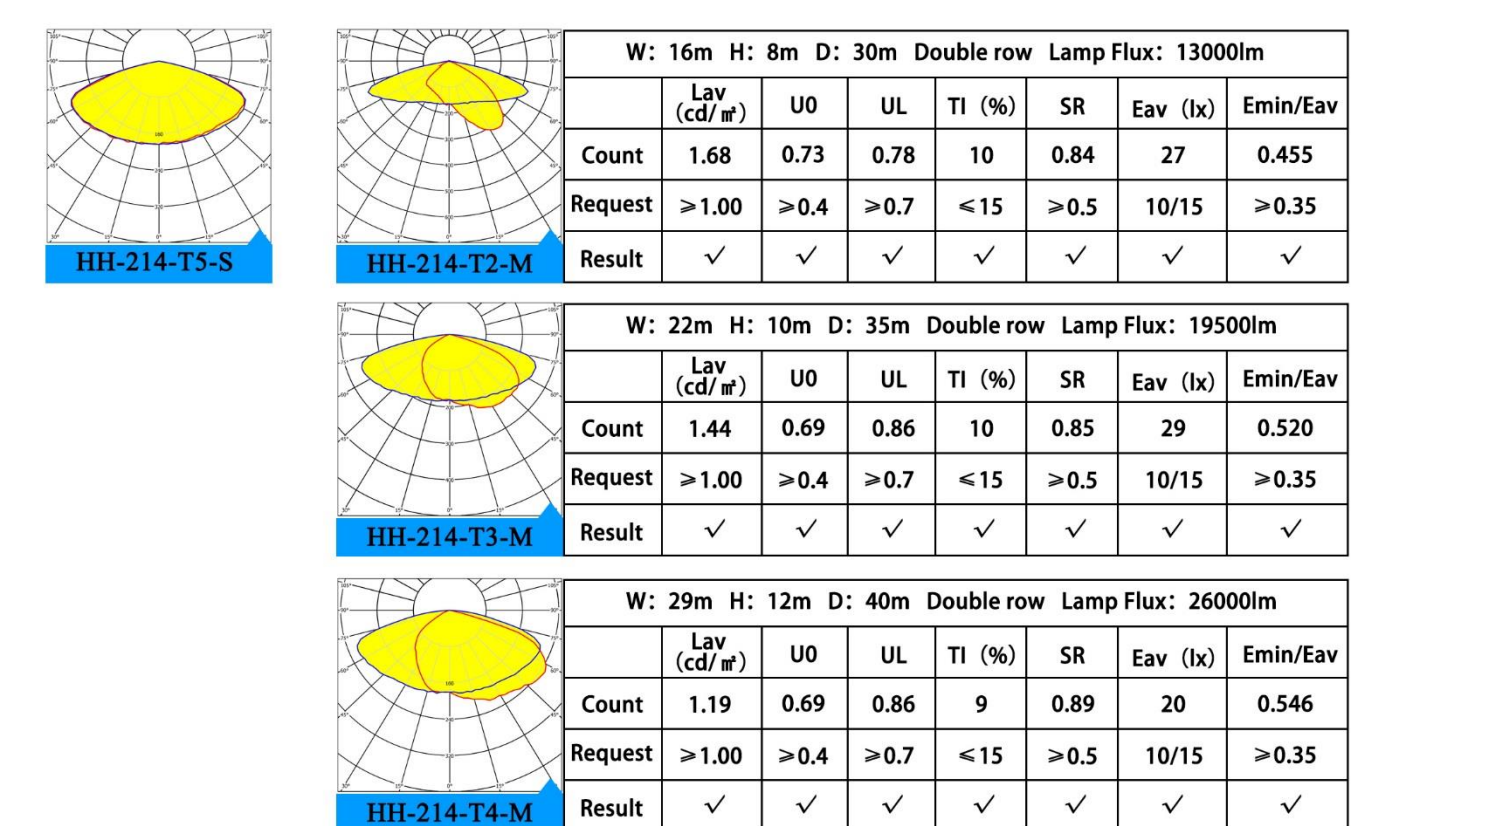 HH-214-T5-S
HH-214-T2-M
W: 16m H: 8m D: 30m Double row Lamp Flux: 13000lm
Lav (cd/㎡) U0 UL TI (%) SR Eav (lx) Emin/Eav
Count 1.68 0.73 0.78 10 0.84 27 0.455
Request ⩾1.00 ⩾0.4 ⩾0.7 ⩽15 ⩾0.5 10/15 ⩾0.35
Result √ √ √ √ √ √ √
HH-214-T3-M
W: 22m H: 10m D: 35m Double row Lamp Flux: 19500lm
Lav (cd/㎡) U0 UL TI (%) SR Eav (lx) Emin/Eav
Count 1.44 0.69 0.86 10 0.85 29 0.520
Request ⩾1.00 ⩾0.4 ⩾0.7 ⩽15 ⩾0.5 10/15 ⩾0.35
Result √ √ √ √ √ √ √
HH-214-T4-M
W: 29m H: 12m D: 40m Double row Lamp Flux: 26000lm
Lav (cd/㎡) U0 UL TI (%) SR Eav (lx) Emin/Eav
Count 1.19 0.69 0.86 9 0.89 20 0.546
Request ⩾1.00 ⩾0.4 ⩾0.7 ⩽15 ⩾0.5 10/15 ⩾0.35
Result √ √ √ √ √ √ √